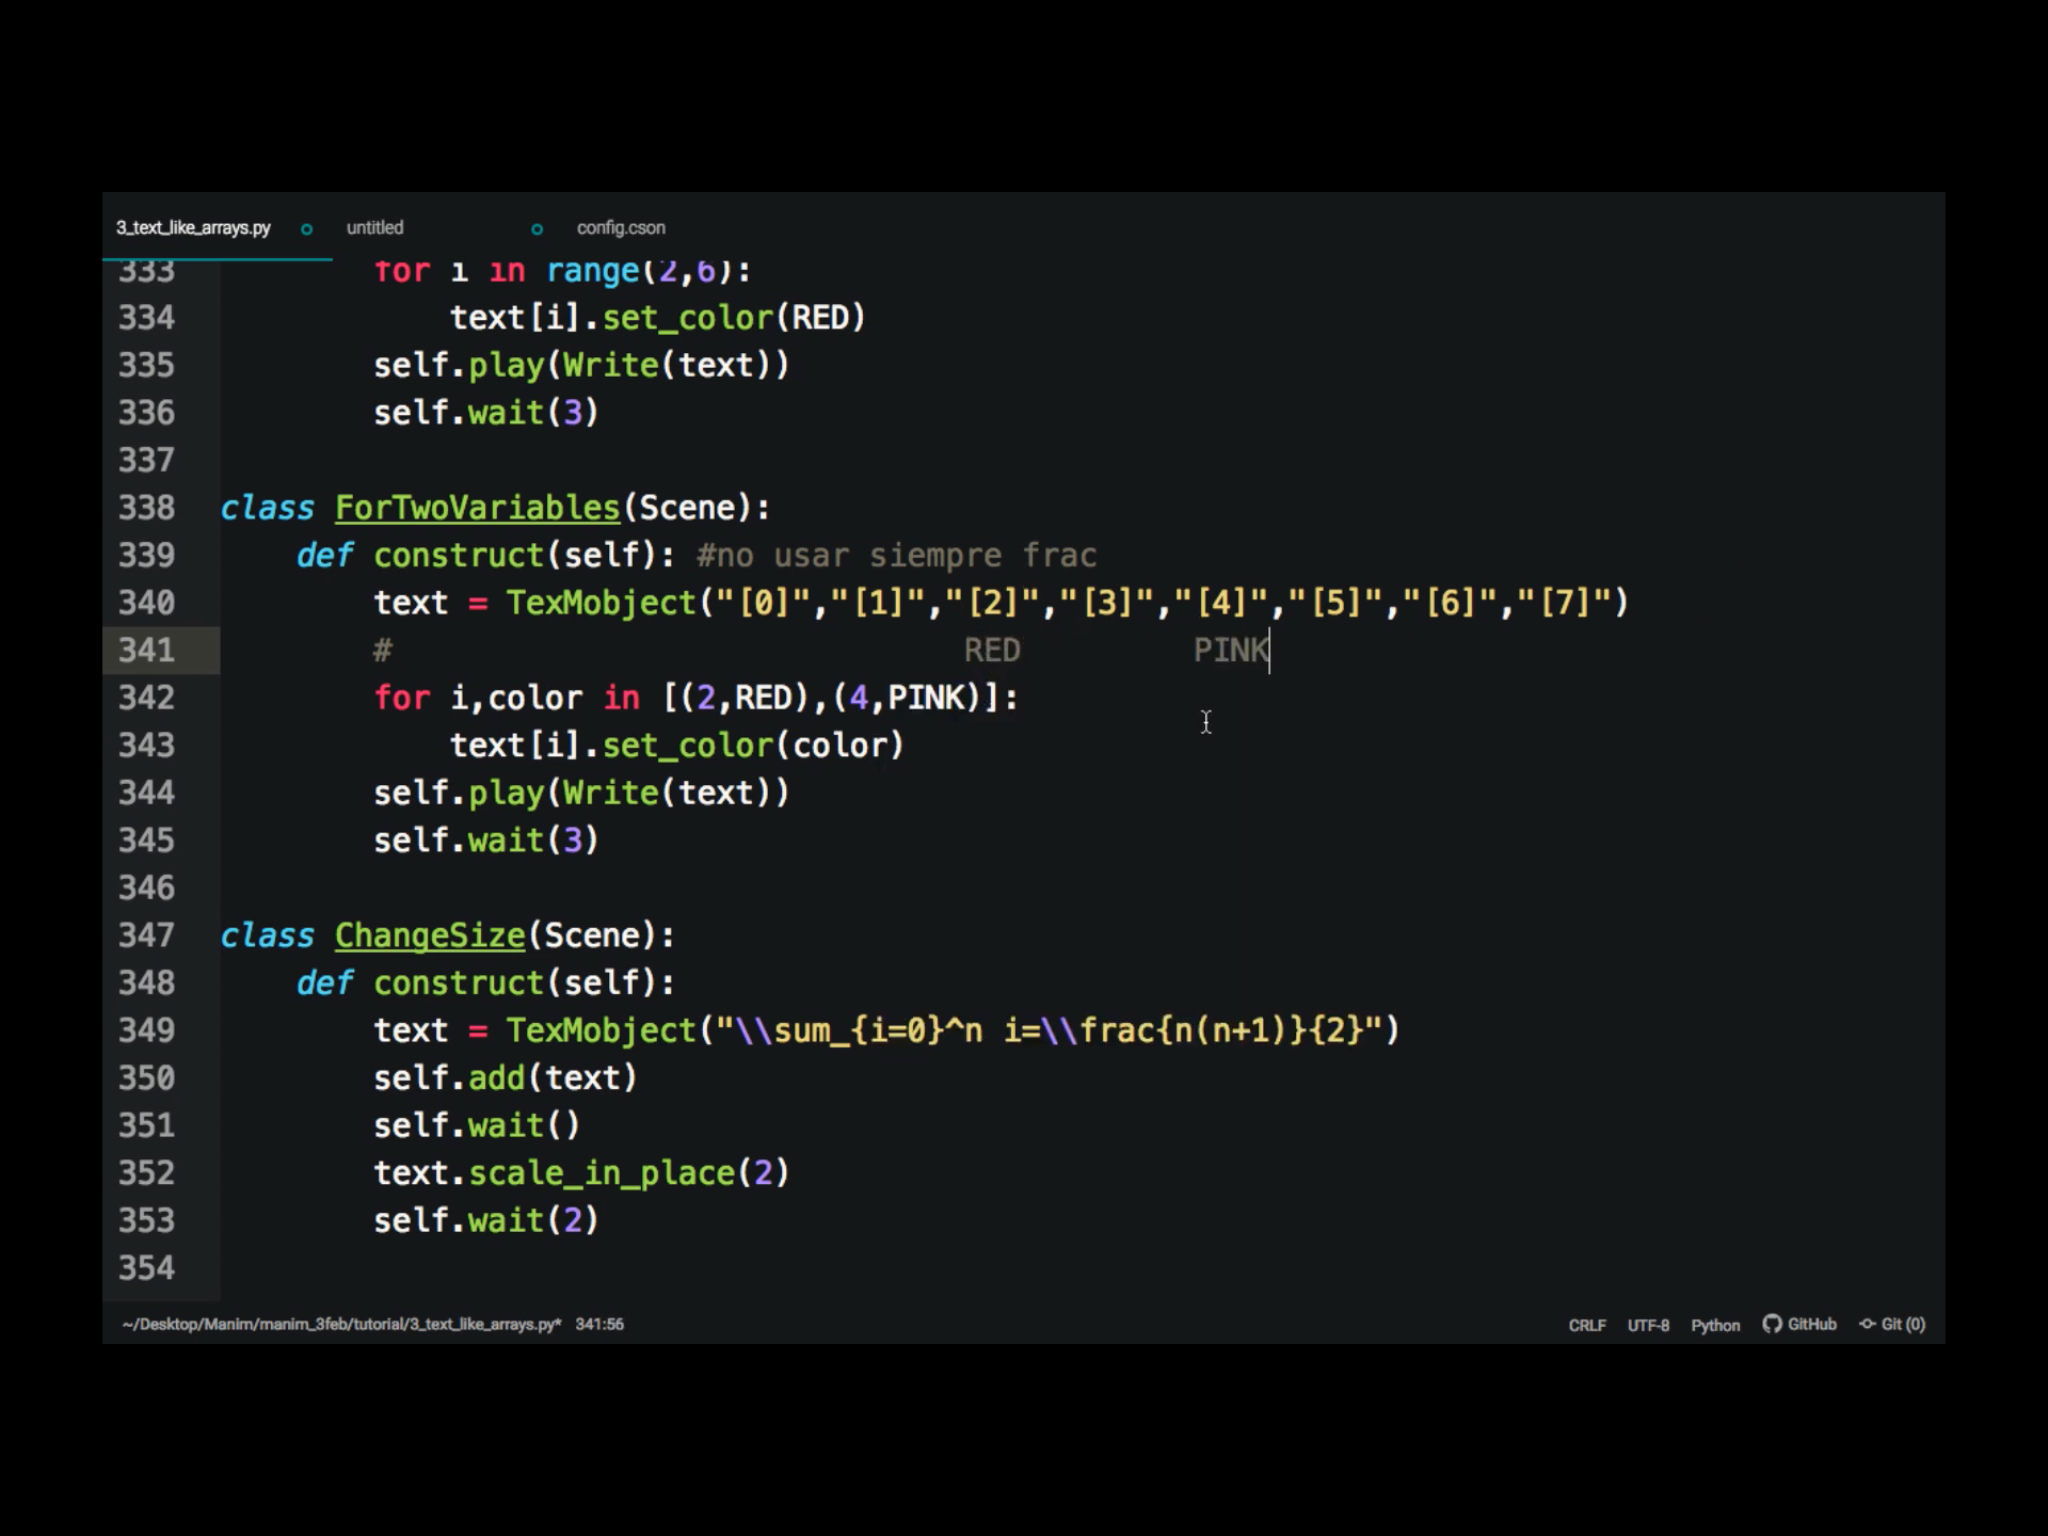 3_text_like_arrays.py untitled config.cson
333 for i in range(2,6):
334 text[i].set_color(RED)
335 self.play(Write(text))
336 self.wait(3)
337
338 class ForTwoVariables(Scene):
339 def construct(self): #no usar siempre frac
340 text = TexMobject("[0]","[1]","[2]","[3]","[4]","[5]","[6]","[7]")
341 # RED PINK
342 for i,color in [(2,RED),(4,PINK)]:
343 text[i].set_color(color)
344 self.play(Write(text))
345 self.wait(3)
346
347 class ChangeSize(Scene):
348 def construct(self):
349 text = TexMobject("\\sum_{i=0}^n i=\\frac{n(n+1)}{2}")
350 self.add(text)
351 self.wait()
352 text.scale_in_place(2)
353 self.wait(2)
354
~/Desktop/Manim/manim_3feb/tutorial/3_text_like_arrays.py* 341:56 CRLF UTF-8 Python GitHub Git (0)